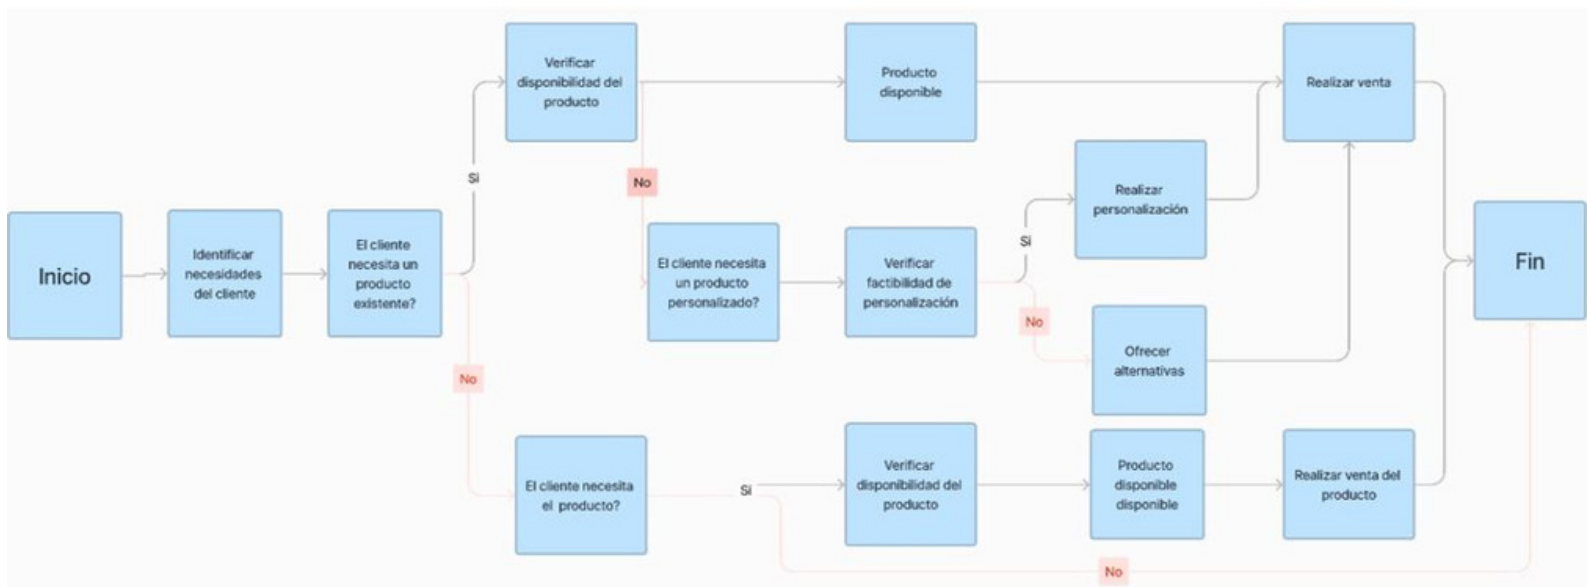 Inicio
Identificar
necesidades
del cliente
El cliente
necesita un
producto
existente?
Si
No
Verificar
disponibilidad del
producto
No
Producto
disponible
Realizar venta
El cliente necesita
un producto
personalizado?
Verificar
factibilidad de
personalización
Si
No
Realizar
personalización
Ofrecer
alternativas
El cliente necesita
el producto?
Si
No
Verificar
disponibilidad del
producto
Producto
disponible
disponible
Realizar venta del
producto
Fin